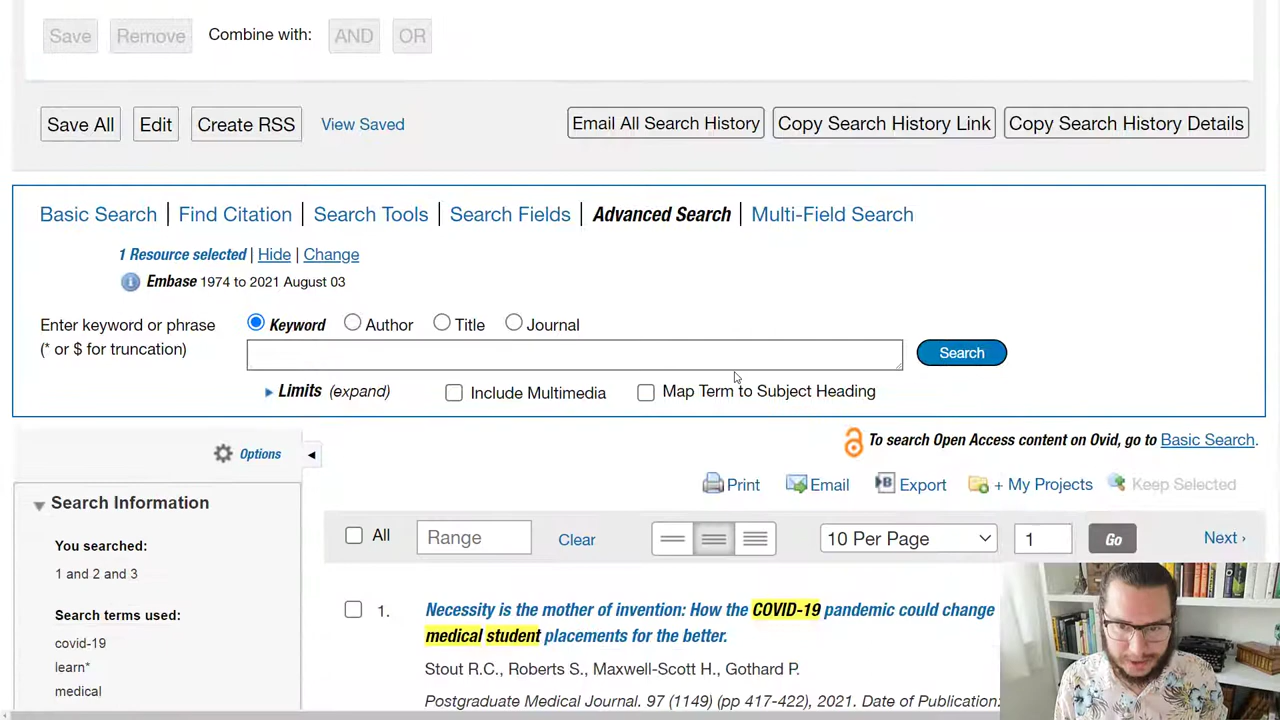 Save Remove Combine with: AND OR
Save All Edit Create RSS View Saved Email All Search History Copy Search History Link Copy Search History Details
Basic Search | Find Citation | Search Tools | Search Fields | Advanced Search | Multi-Field Search
1 Resource selected | Hide | Change
Embase 1974 to 2021 August 03
Enter keyword or phrase
(* or $ for truncation)
Keyword Author Title Journal
Search
Limits (expand) Include Multimedia Map Term to Subject Heading
To search Open Access content on Ovid, go to Basic Search.
Options
Print Email Export + My Projects Keep Selected
Search Information
You searched:
1 and 2 and 3
Search terms used:
covid-19
learn*
medical
All Range Clear 10 Per Page 1 Go Next ›
1. Necessity is the mother of invention: How the COVID-19 pandemic could change
medical student placements for the better.
Stout R.C., Roberts S., Maxwell-Scott H., Gothard P.
Postgraduate Medical Journal. 97 (1149) (pp 417-422), 2021. Date of Publication: